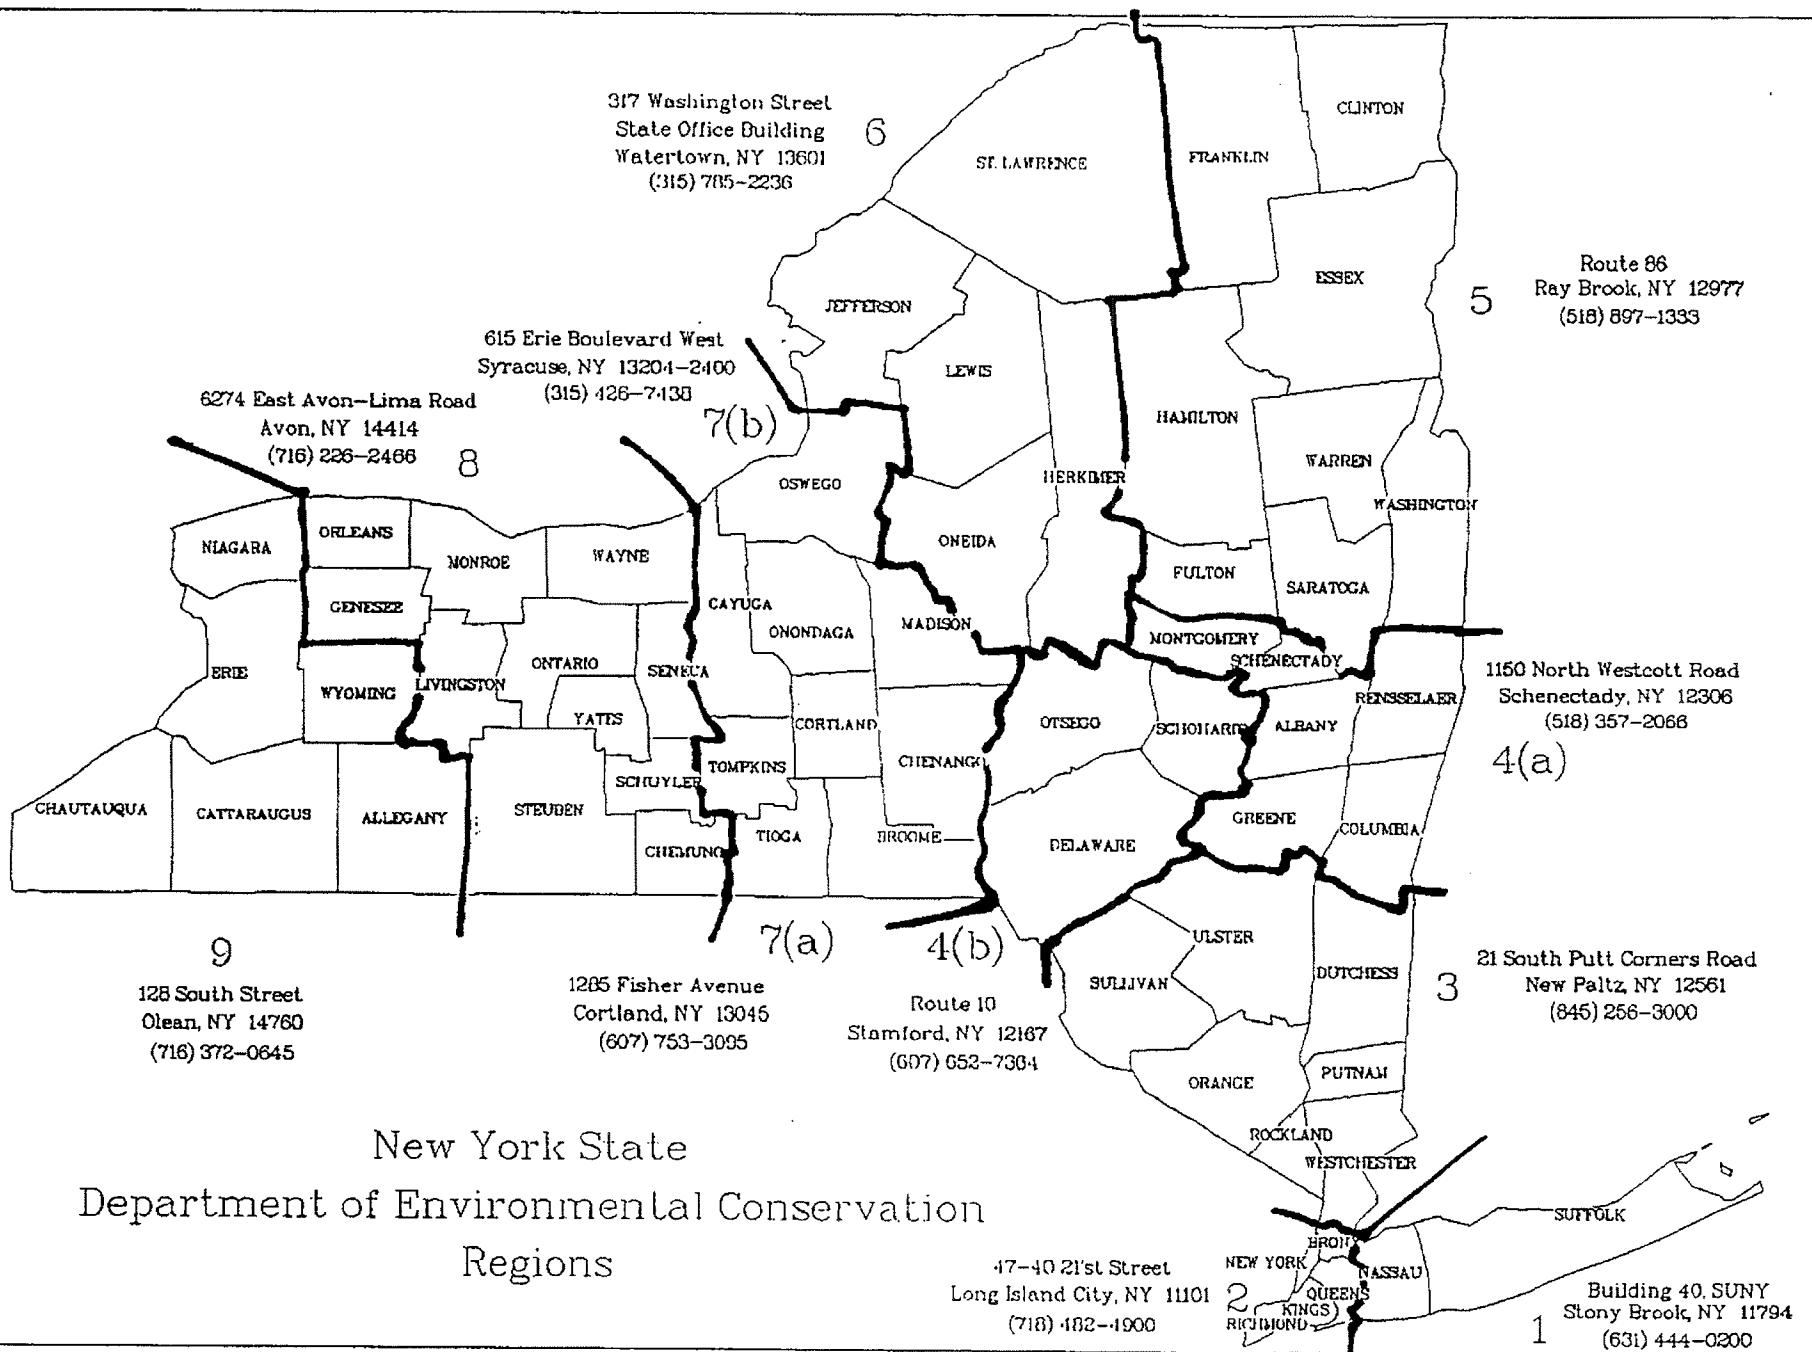 317 Washington Street
State Office Building
Watertown, NY 13601
(315) 785-2236
6
CLINTON
ST. LAWRENCE
FRANKLIN
ESSEX
5
Route 86
Ray Brook, NY 12977
(518) 897-1333
JEFFERSON
LEWIS
HAMILTON
615 Erie Boulevard West
Syracuse, NY 13204-2400
(315) 426-7438
7(b)
6274 East Avon-Lima Road
Avon, NY 14414
(716) 226-2466
8
OSWEGO
HERKIMER
WARREN
WASHINGTON
NIAGARA
ORLEANS
MONROE
WAYNE
ONEIDA
FULTON
SARATOGA
GENESEE
CAYUGA
ONONDAGA
MADISON
MONTGOMERY
SCHENECTADY
ERIE
WYOMING
LIVINGSTON
ONTARIO
SENECA
YATES
CORTLAND
OTSEGO
SCHOHARIE
ALBANY
RENSSELAER
1150 North Westcott Road
Schenectady, NY 12306
(518) 357-2066
4(a)
CHAUTAUQUA
CATTARAUGUS
ALLEGANY
STEUBEN
SCHUYLER
TOMPKINS
CHENANGO
CHEMUNG
TIOGA
BROOME
DELAWARE
GREENE
COLUMBIA
9
128 South Street
Olean, NY 14760
(716) 372-0645
7(a)
1285 Fisher Avenue
Cortland, NY 13045
(607) 753-3095
4(b)
Route 10
Stamford, NY 12167
(607) 652-7364
ULSTER
SULLIVAN
DUTCHESS
3
21 South Putt Corners Road
New Paltz, NY 12561
(845) 256-3000
ORANGE
PUTNAM
ROCKLAND
WESTCHESTER
New York State
Department of Environmental Conservation
Regions
SUFFOLK
BRONX
NEW YORK
NASSAU
QUEENS
KINGS
RICHMOND
47-40 21'st Street
Long Island City, NY 11101
(718) 482-4900
2
1
Building 40, SUNY
Stony Brook, NY 11794
(631) 444-0200